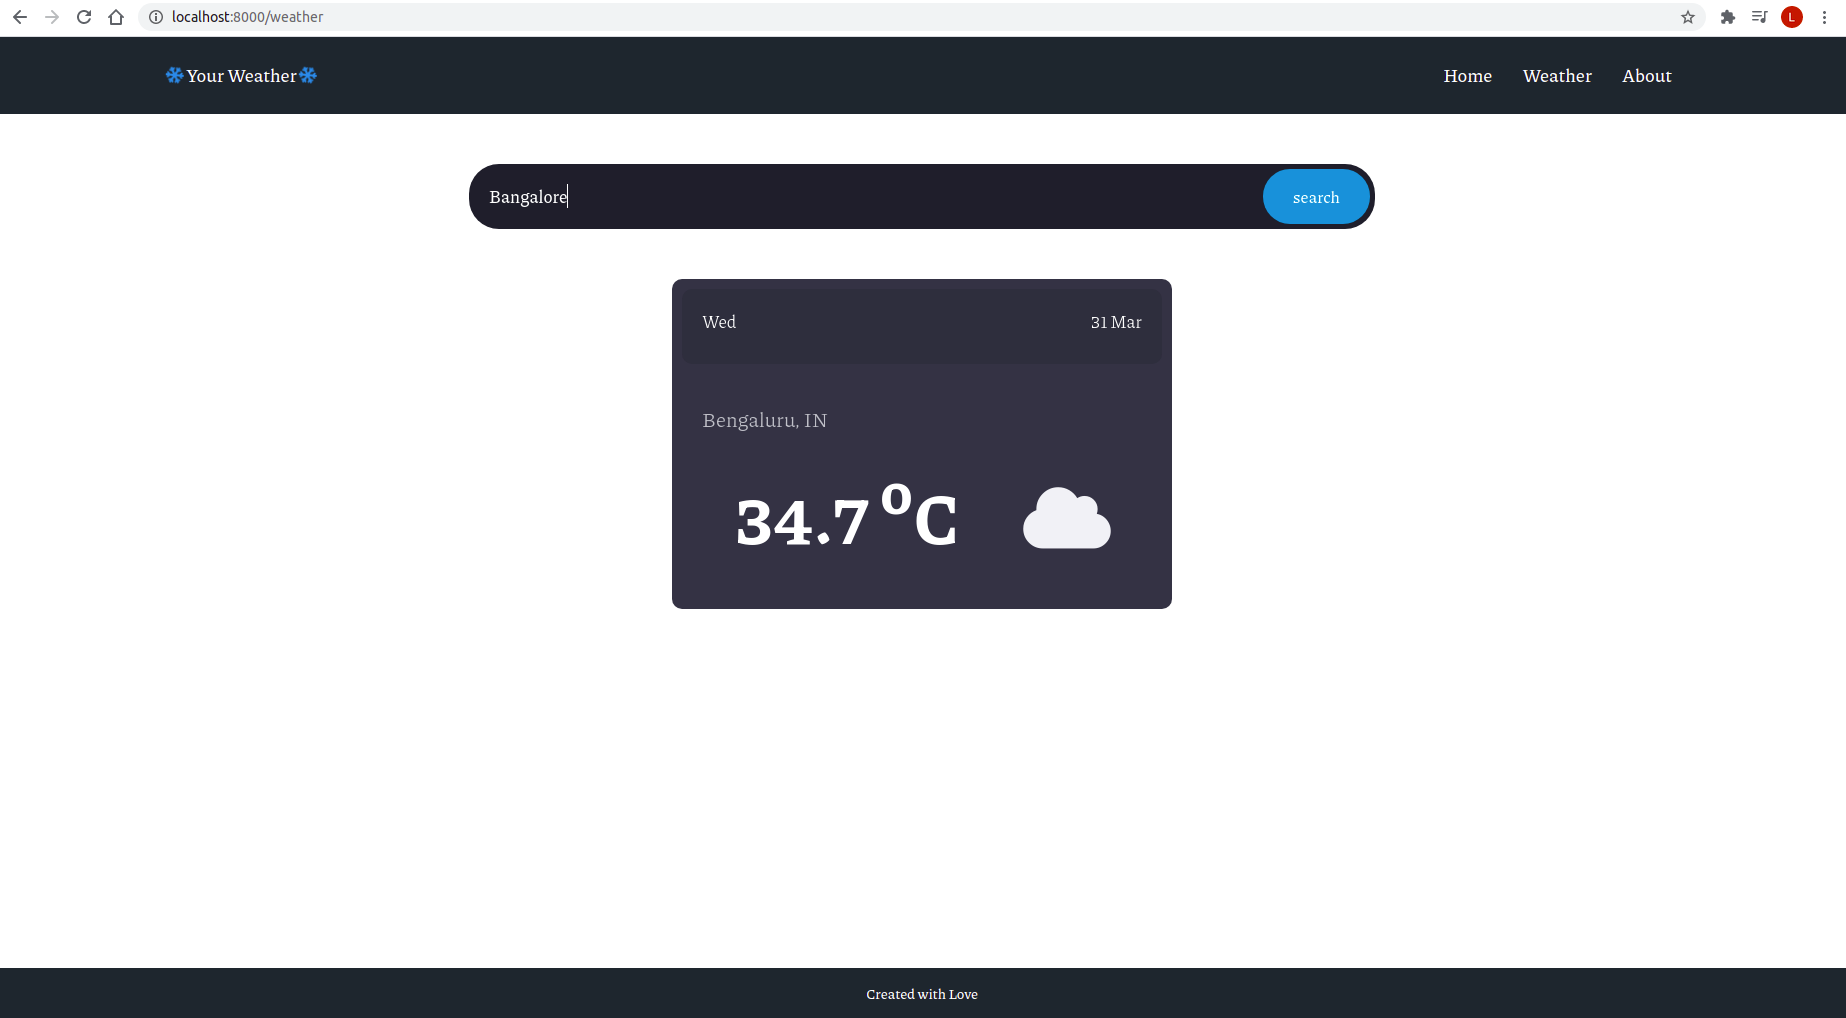 localhost:8000/weather
L
Your Weather
Home Weather About
Bangalore
search
Wed 31 Mar
Bengaluru, IN
34.7 °C
Created with Love